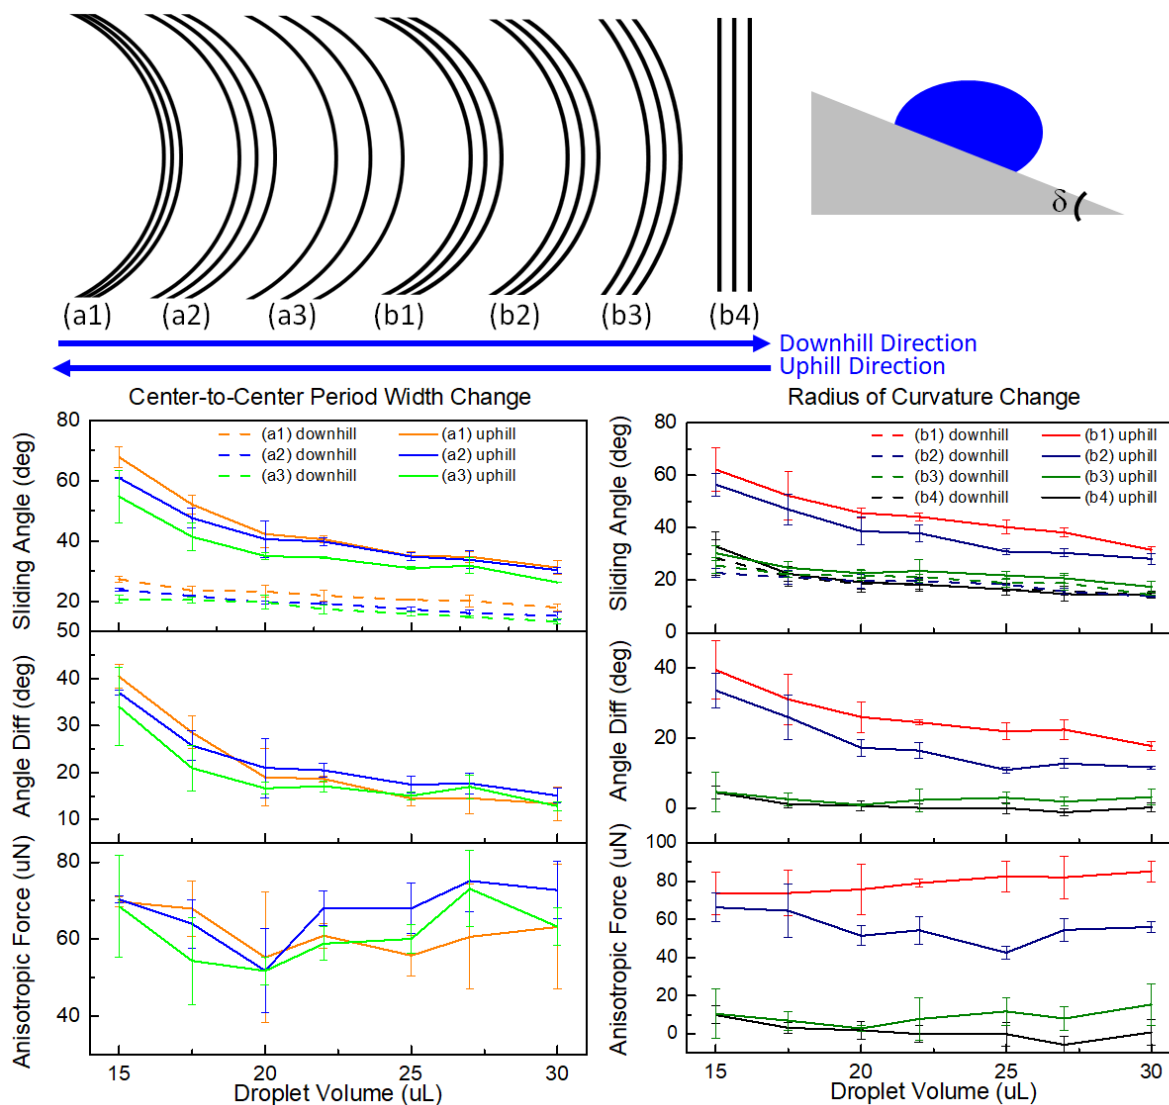 δ
(a1) (a2) (a3) (b1) (b2) (b3) (b4)
Downhill Direction
Uphill Direction
Center-to-Center Period Width Change
Sliding Angle (deg)
80
60
40
20
(a1) downhill (a1) uphill
(a2) downhill (a2) uphill
(a3) downhill (a3) uphill
Angle Diff (deg)
50
40
30
20
10
Anisotropic Force (uN)
80
60
40
15 20 25 30
Droplet Volume (uL)
Radius of Curvature Change
Sliding Angle (deg)
80
60
40
20
0
(b1) downhill (b1) uphill
(b2) downhill (b2) uphill
(b3) downhill (b3) uphill
(b4) downhill (b4) uphill
Angle Diff (deg)
40
20
0
Anisotropic Force (uN)
100
80
60
40
20
0
15 20 25 30
Droplet Volume (uL)